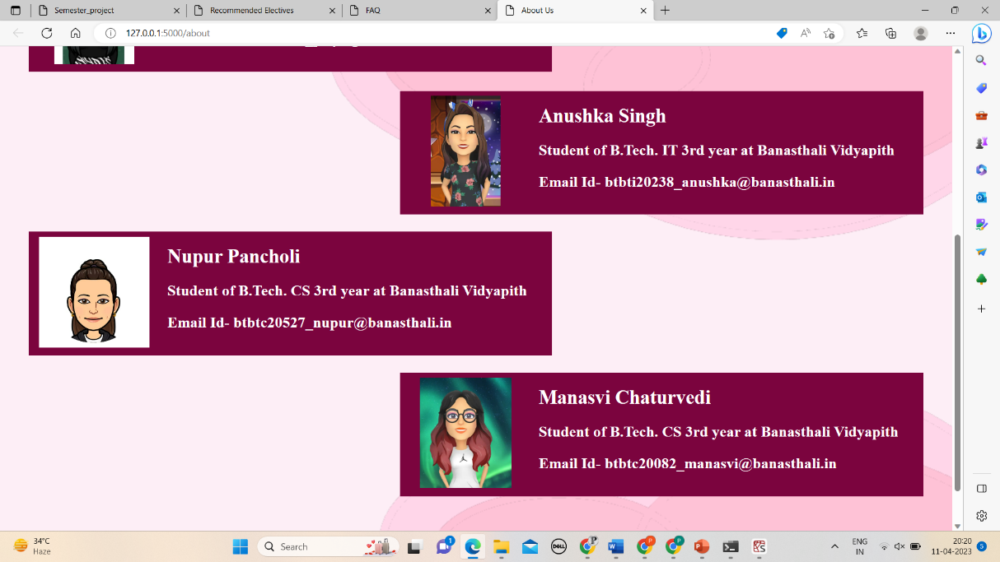 Semester_project
Recommended Electives
FAQ
About Us
127.0.0.1:5000/about
Anushka Singh
Student of B.Tech. IT 3rd year at Banasthali Vidyapith
Email Id- btbti20238_anushka@banasthali.in
Nupur Pancholi
Student of B.Tech. CS 3rd year at Banasthali Vidyapith
Email Id- btbtc20527_nupur@banasthali.in
Manasvi Chaturvedi
Student of B.Tech. CS 3rd year at Banasthali Vidyapith
Email Id- btbtc20082_manasvi@banasthali.in
34°C
Haze
Search
1
DELL
P
P
P
W
P
ENG
IN
20:20
11-04-2023
5